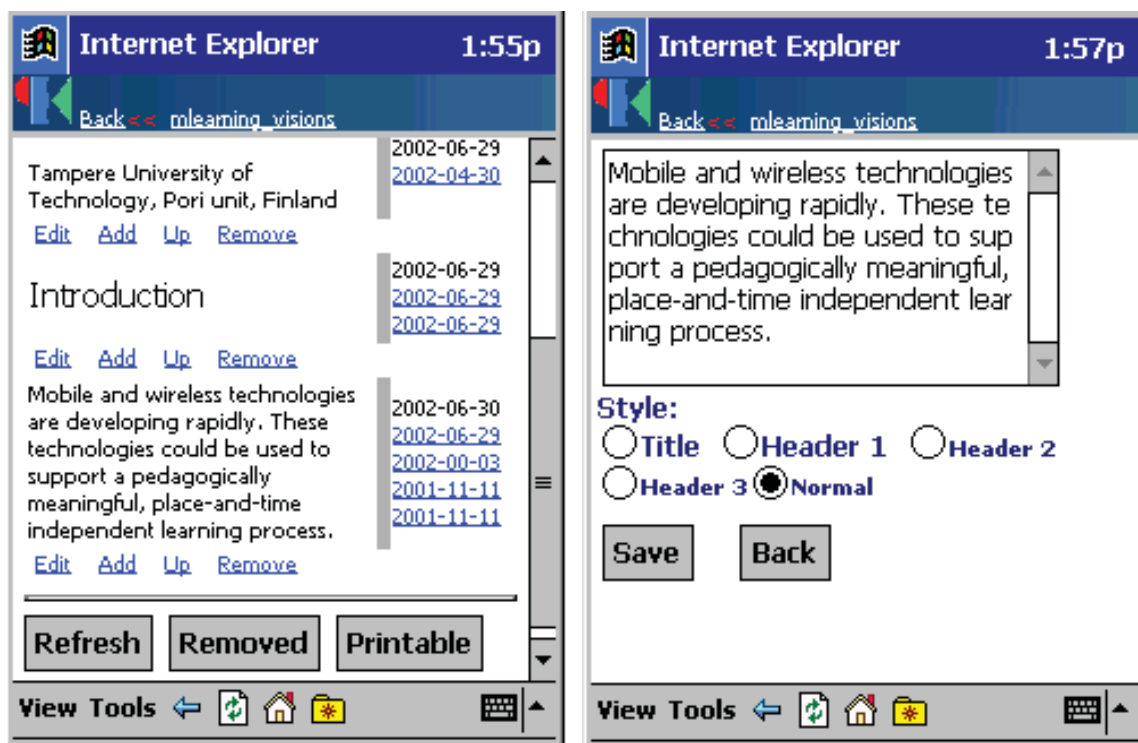 Internet Explorer 1:55p
Back<< mlearning_visions
2002-06-29
Tampere University of
2002-04-30
Technology, Pori unit, Finland
Edit Add Up Remove
2002-06-29
Introduction
2002-06-29
2002-06-29
Edit Add Up Remove
Mobile and wireless technologies
are developing rapidly. These
technologies could be used to
support a pedagogically
meaningful, place-and-time
independent learning process.
2002-06-30
2002-06-29
2002-00-03
2001-11-11
2001-11-11
Edit Add Up Remove
Refresh Removed Printable
View Tools
Internet Explorer 1:57p
Back<< mlearning_visions
Mobile and wireless technologies
are developing rapidly. These te
chnologies could be used to sup
port a pedagogically meaningful,
place-and-time independent lear
ning process.
Style:
Title Header 1 Header 2
Header 3 Normal
Save Back
View Tools